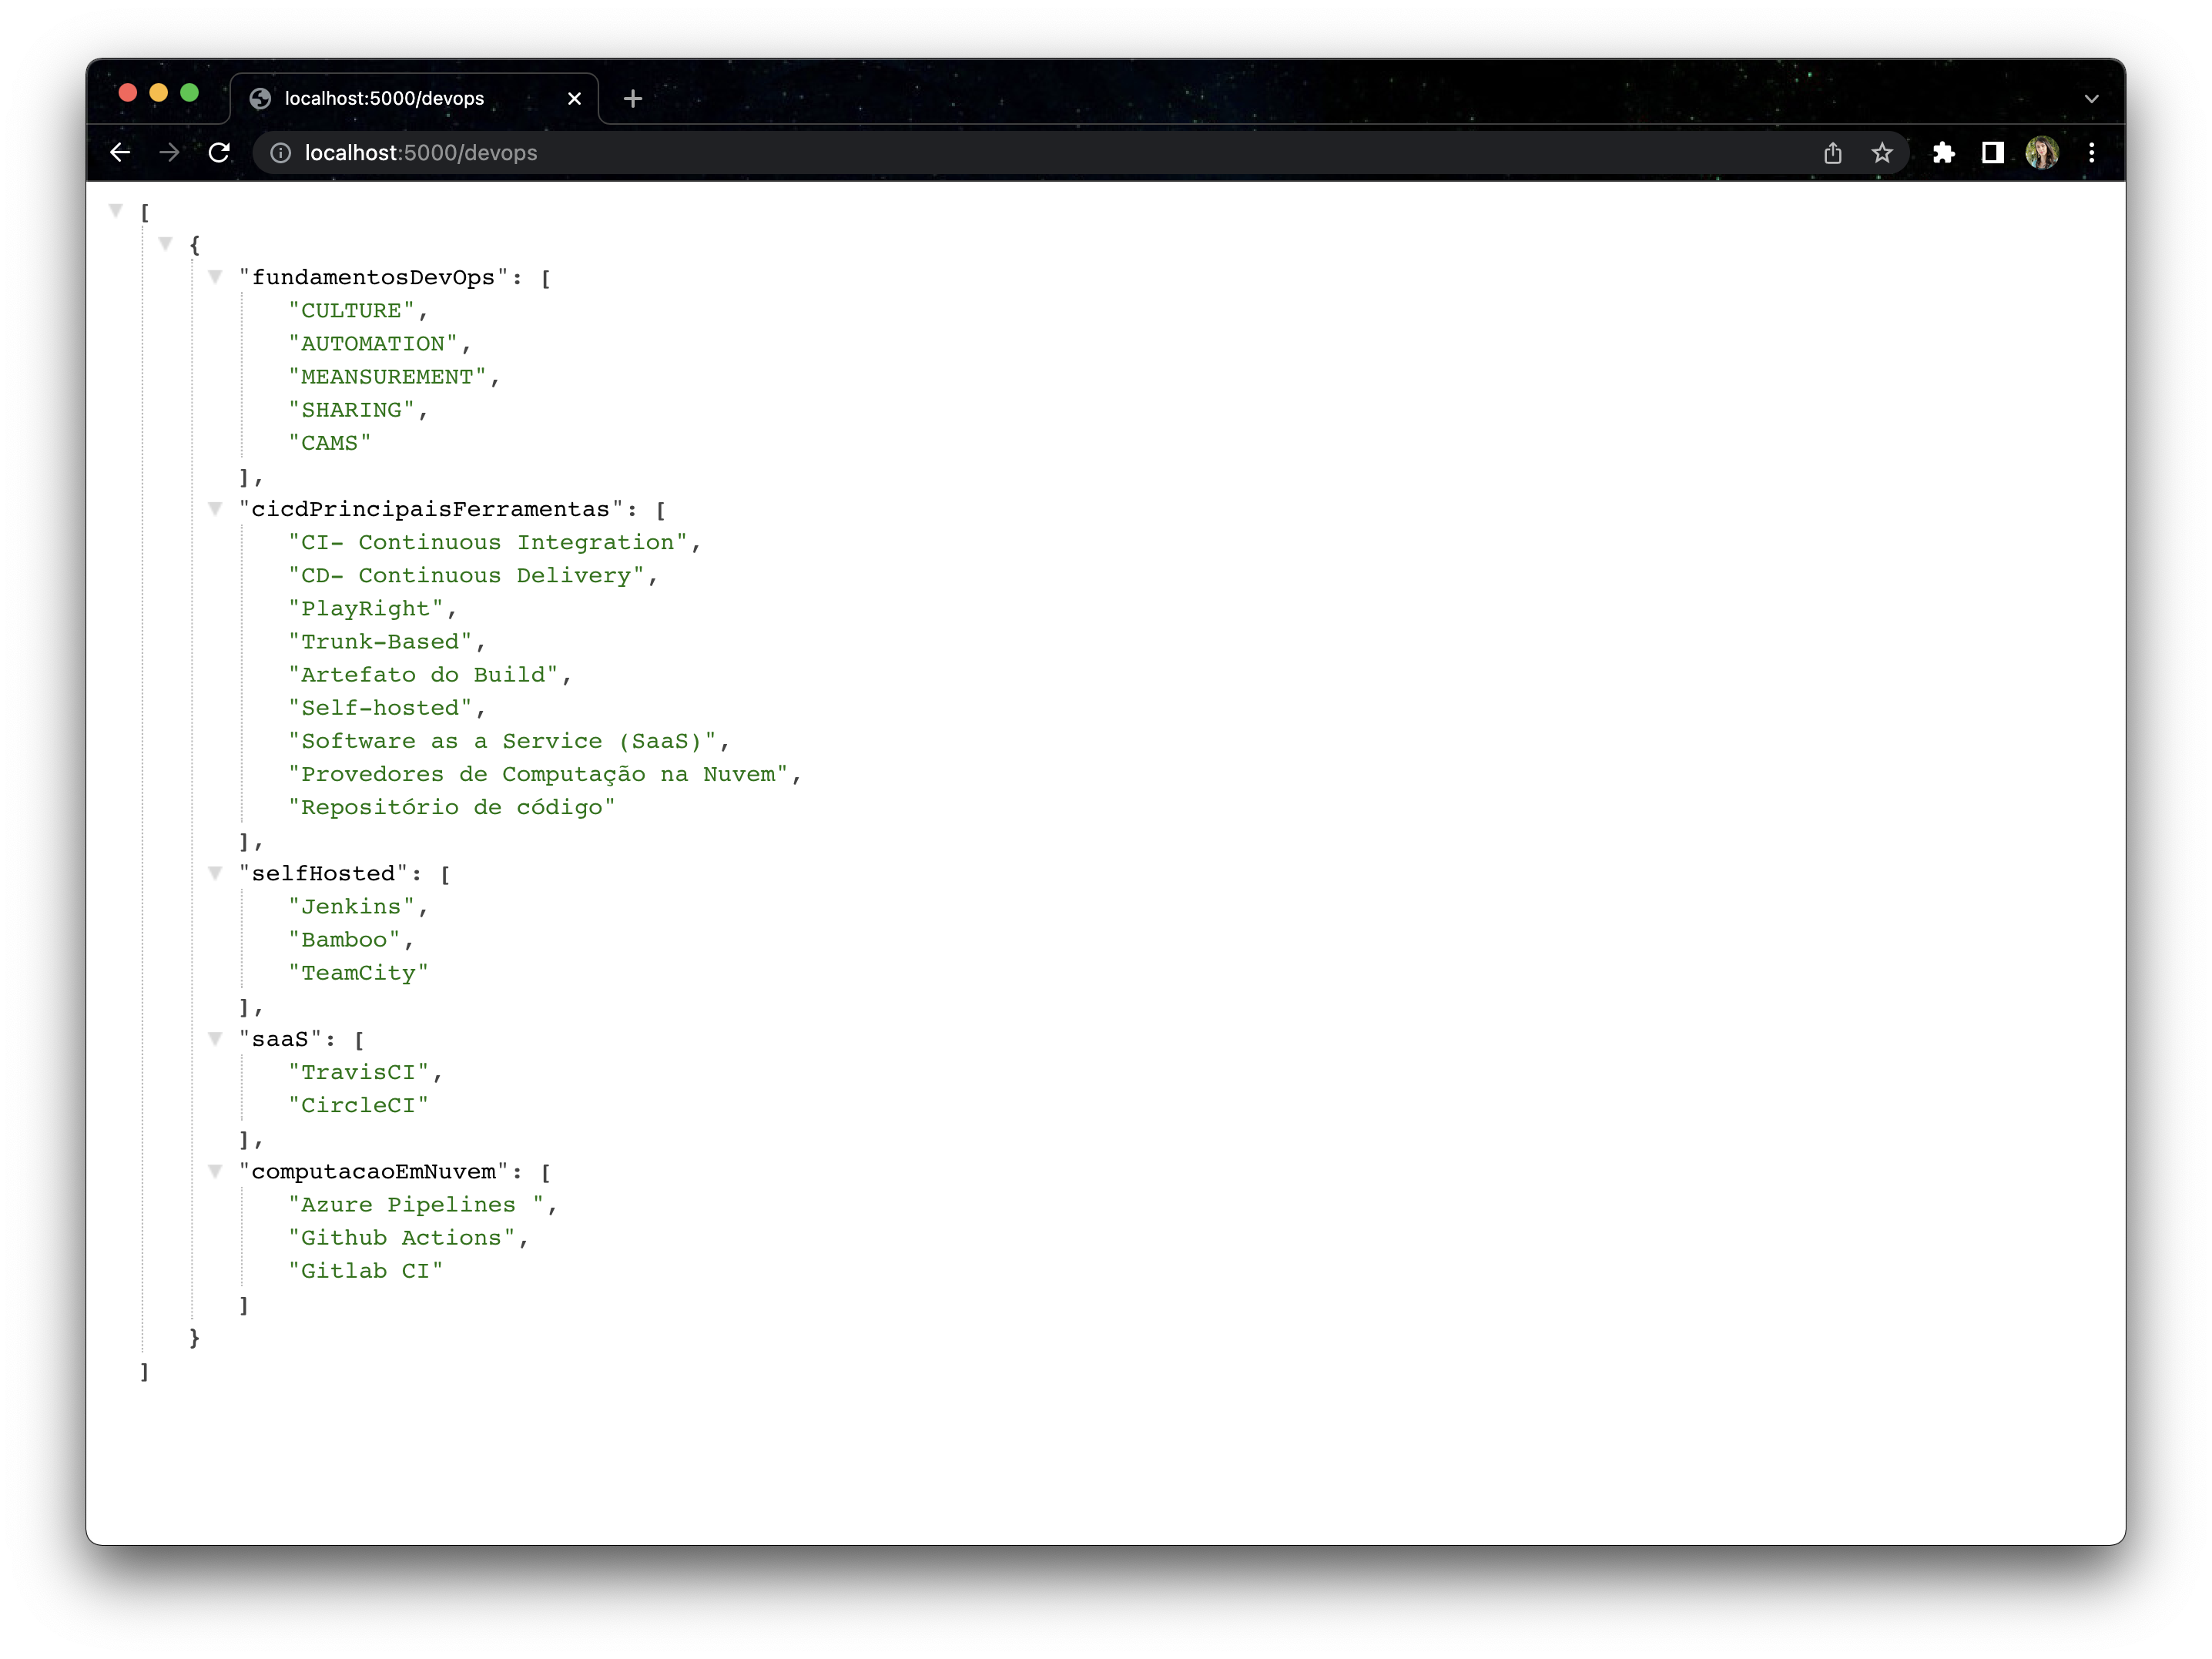 localhost:5000/devops
localhost:5000/devops
[
{
"fundamentosDevOps": [
"CULTURE",
"AUTOMATION",
"MEANSUREMENT",
"SHARING",
"CAMS"
],
"cicdPrincipaisFerramentas": [
"CI- Continuous Integration",
"CD- Continuous Delivery",
"PlayRight",
"Trunk-Based",
"Artefato do Build",
"Self-hosted",
"Software as a Service (SaaS)",
"Provedores de Computação na Nuvem",
"Repositório de código"
],
"selfHosted": [
"Jenkins",
"Bamboo",
"TeamCity"
],
"saaS": [
"TravisCI",
"CircleCI"
],
"computacaoEmNuvem": [
"Azure Pipelines ",
"Github Actions",
"Gitlab CI"
]
}
]